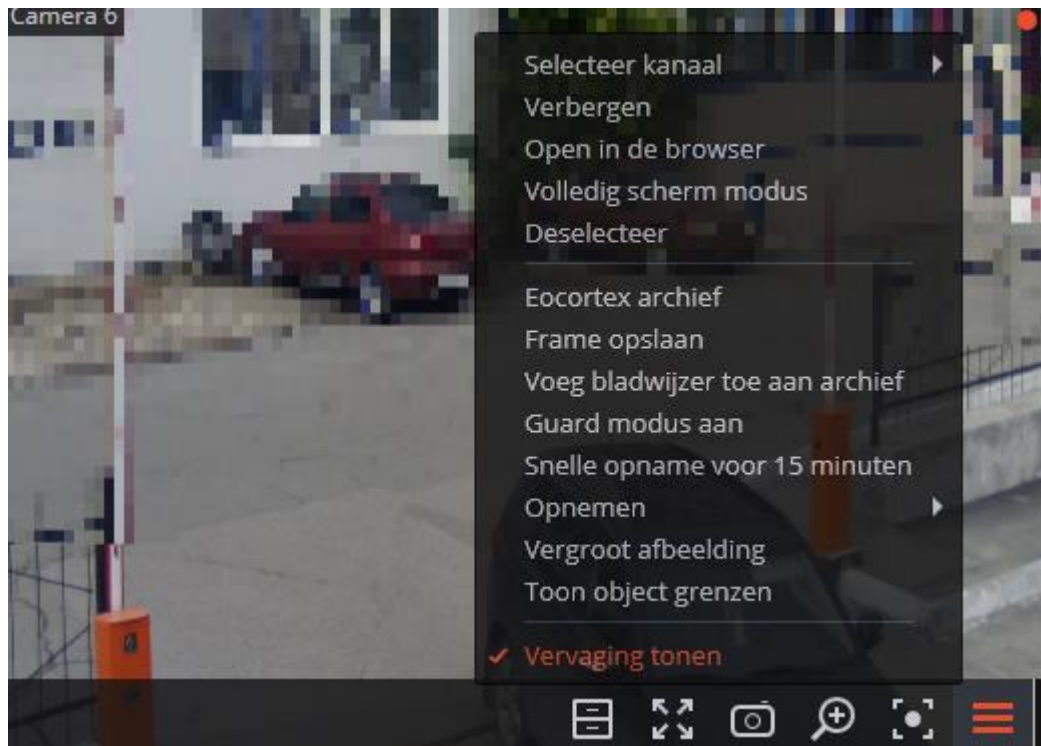 Camera 6
Selecteer kanaal
Verbergen
Open in de browser
Volledig scherm modus
Deselecteer
Eocortex archief
Frame opslaan
Voeg bladwijzer toe aan archief
Guard modus aan
Snelle opname voor 15 minuten
Opnemen
Vergroot afbeelding
Toon object grenzen
Vervaging tonen